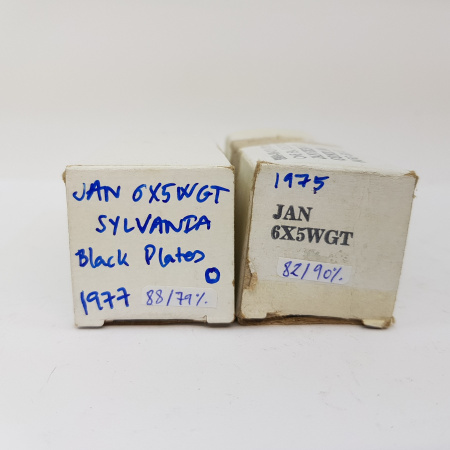 JAN 6X5WGT
SYLVANIA
Black Plates
1977 88/79%.
1975
JAN
6X5WGT
82/90%.